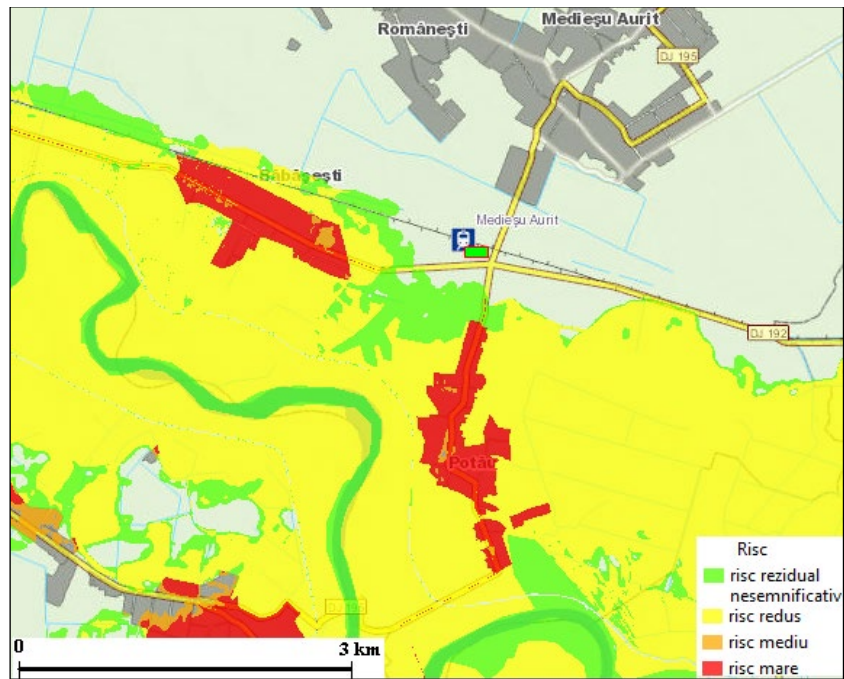 Medieșu Aurit
Românești
DJ 195
Băbășești
Medieșu Aurit
DJ 192
Potău
Risc
risc rezidual
nesemnificativ
risc redus
risc mediu
risc mare
0 3 km